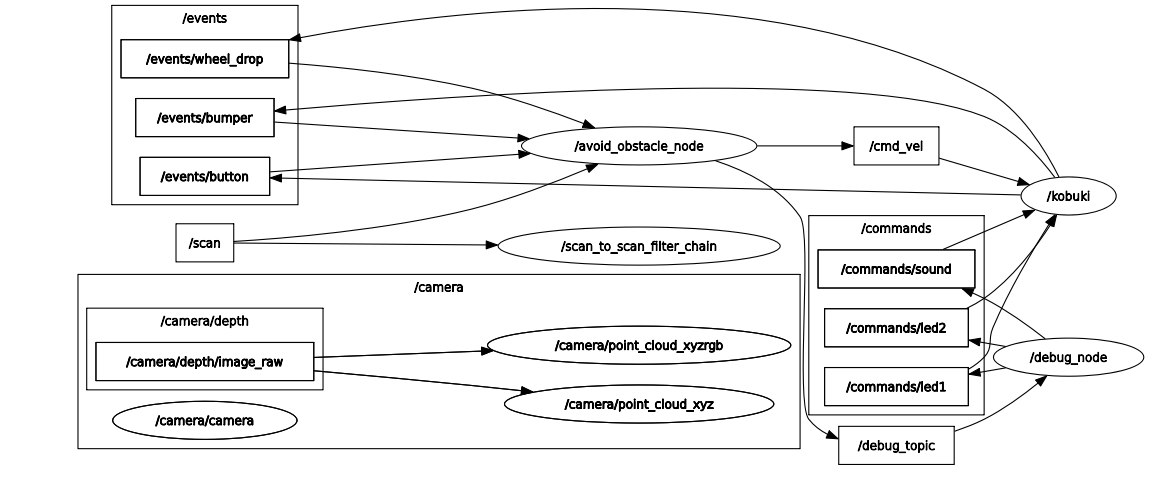 /events
/events/wheel_drop
/events/bumper
/events/button
/avoid_obstacle_node
/cmd_vel
/kobuki
/scan
/scan_to_scan_filter_chain
/commands
/commands/sound
/commands/led2
/commands/led1
/debug_node
/debug_topic
/camera
/camera/depth
/camera/depth/image_raw
/camera/point_cloud_xyzrgb
/camera/point_cloud_xyz
/camera/camera